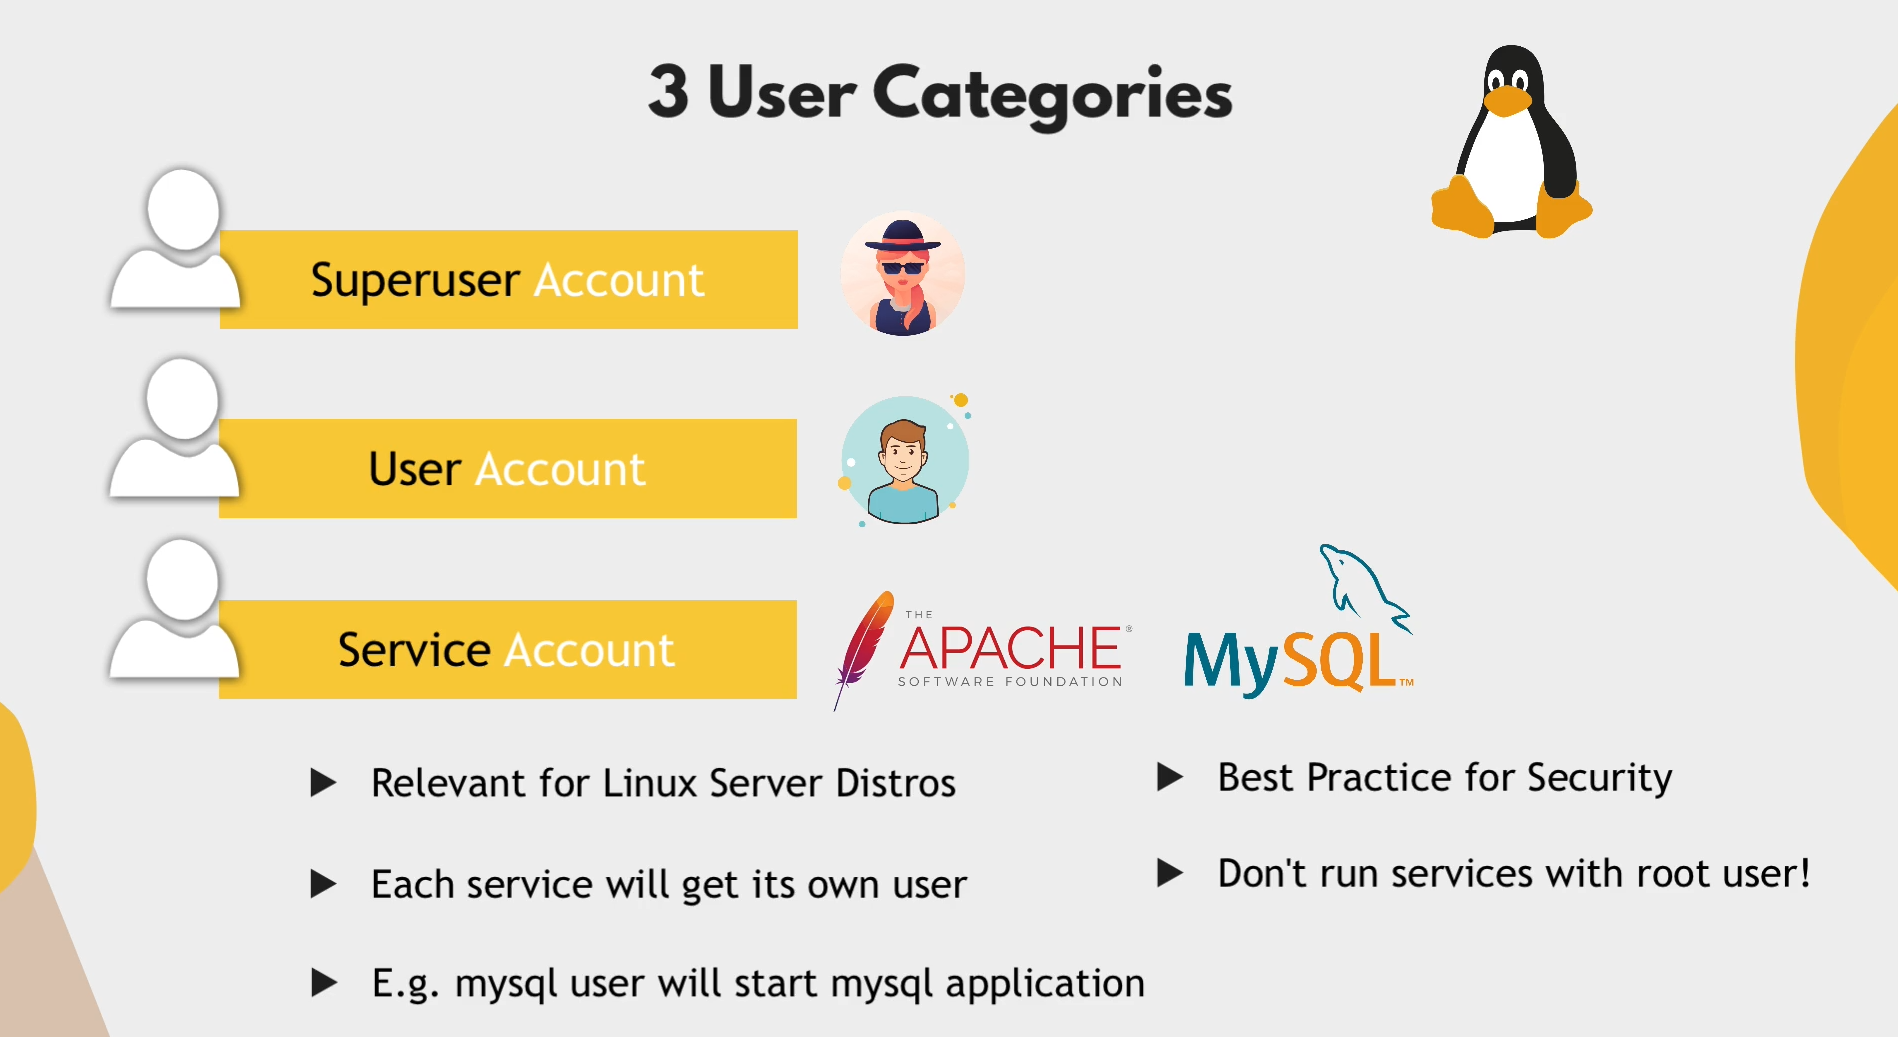 3 User Categories
Superuser Account
User Account
Service Account
THE
APACHE®
SOFTWARE FOUNDATION
MySQL™
Relevant for Linux Server Distros
Each service will get its own user
E.g. mysql user will start mysql application
Best Practice for Security
Don't run services with root user!